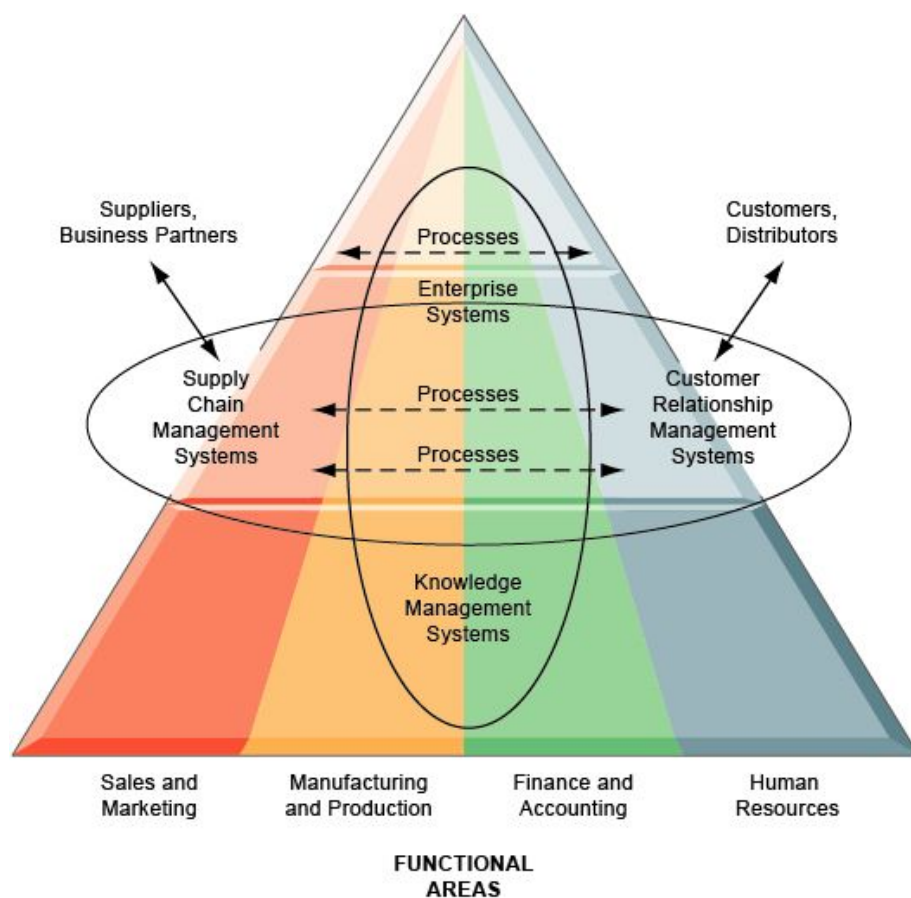 Suppliers,
Business Partners
Customers,
Distributors
Processes
Enterprise
Systems
Supply
Chain
Management
Systems
Processes
Processes
Customer
Relationship
Management
Systems
Knowledge
Management
Systems
Sales and
Marketing
Manufacturing
and Production
Finance and
Accounting
Human
Resources
FUNCTIONAL
AREAS